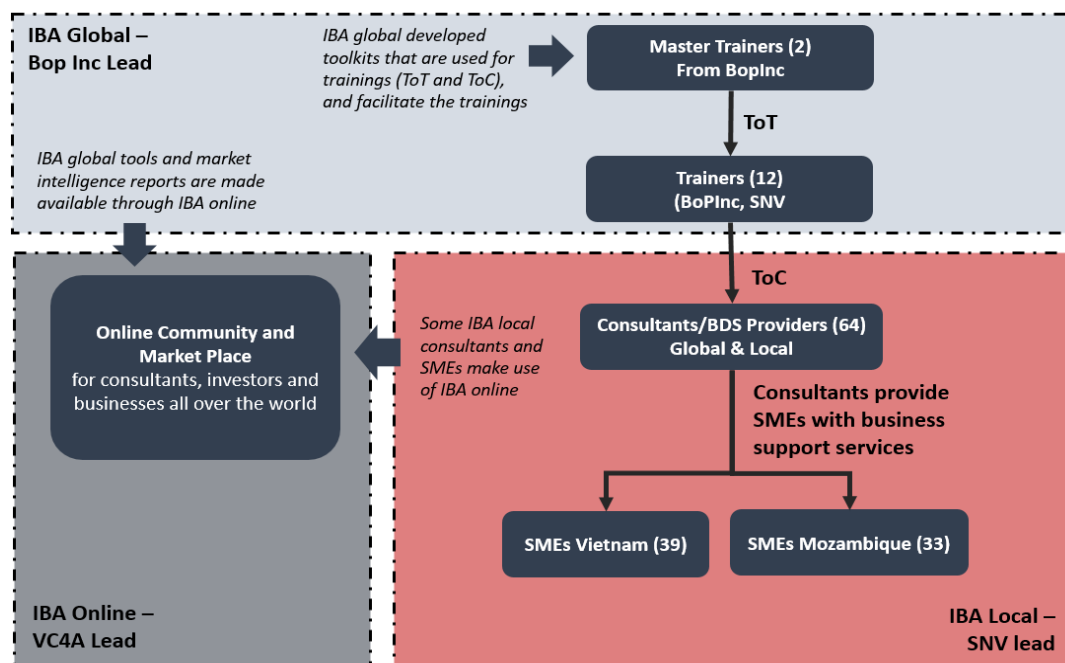 IBA Global –
Bop Inc Lead
IBA global developed
toolkits that are used for
trainings (ToT and ToC),
and facilitate the trainings
Master Trainers (2)
From BopInc
ToT
IBA global tools and market
intelligence reports are made
available through IBA online
Trainers (12)
(BoPInc, SNV
ToC
Online Community and
Market Place
for consultants, investors and
businesses all over the world
Some IBA local
consultants and
SMEs make use
of IBA online
Consultants/BDS Providers (64)
Global & Local
Consultants provide
SMEs with business
support services
SMEs Vietnam (39)
SMEs Mozambique (33)
IBA Online –
VC4A Lead
IBA Local –
SNV lead